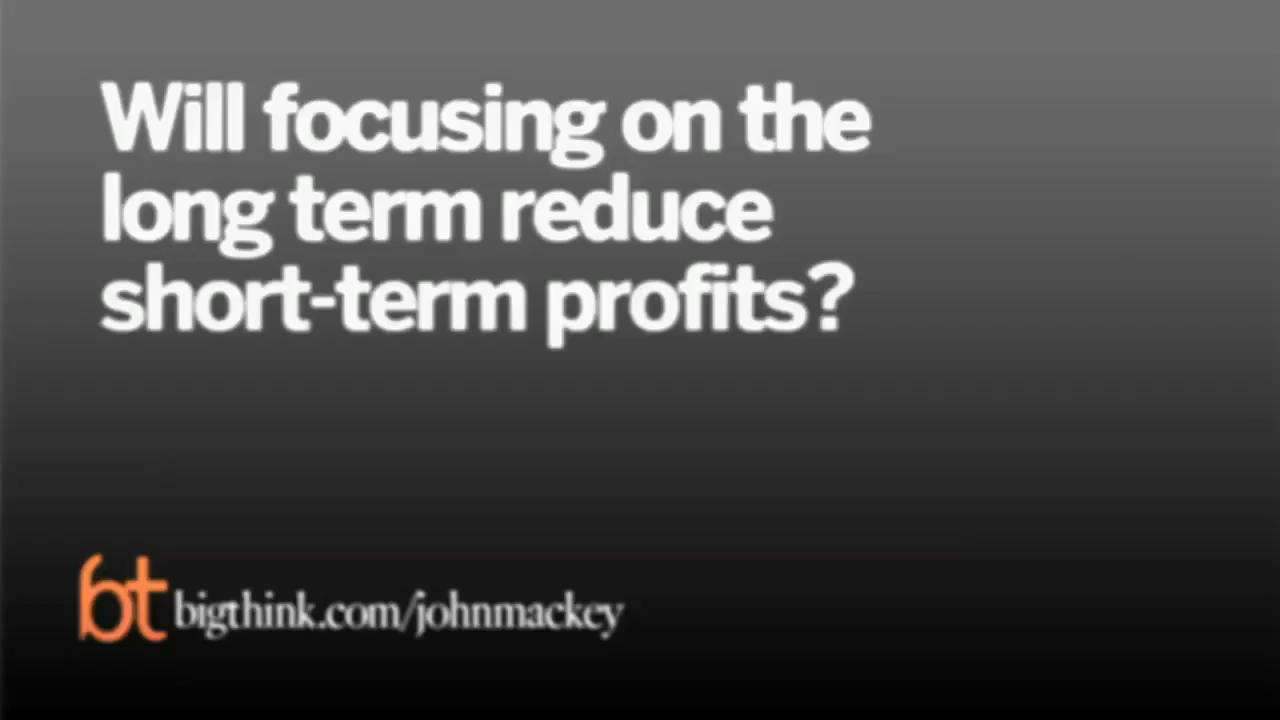 Will focusing on the
long term reduce
short-term profits?
bt bigthink.com/johnmackey